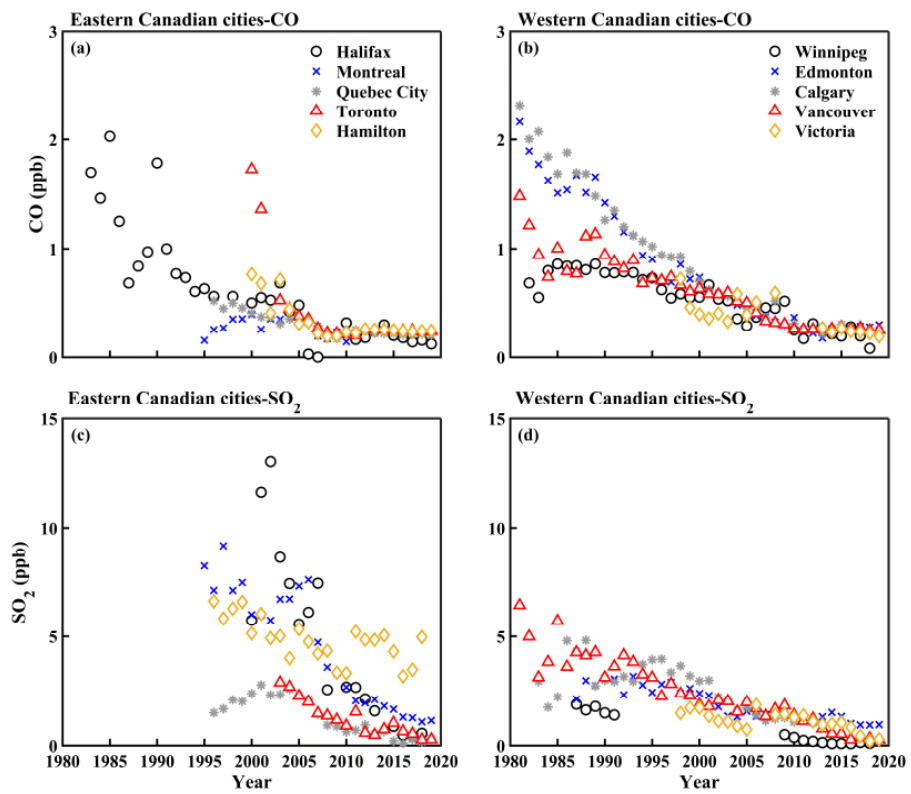 Eastern Canadian cities-CO
Western Canadian cities-CO
(a)
Halifax
Montreal
Quebec City
Toronto
Hamilton
(b)
Winnipeg
Edmonton
Calgary
Vancouver
Victoria
CO (ppb)
3
2
1
0
3
2
1
0
Eastern Canadian cities-SO2
Western Canadian cities-SO2
(c)
(d)
SO2 (ppb)
15
10
5
0
15
10
5
0
1980 1985 1990 1995 2000 2005 2010 2015 2020
1980 1985 1990 1995 2000 2005 2010 2015 2020
Year
Year